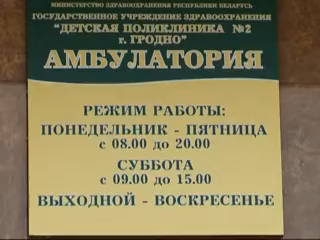 МИНИСТЕРСТВО ЗДРАВООХРАНЕНИЯ РЕСПУБЛИКИ БЕЛАРУСЬ
ГОСУДАРСТВЕННОЕ УЧРЕЖДЕНИЕ ЗДРАВООХРАНЕНИЯ
"ДЕТСКАЯ ПОЛИКЛИНИКА №2
г. ГРОДНО"
АМБУЛАТОРИЯ
РЕЖИМ РАБОТЫ:
ПОНЕДЕЛЬНИК - ПЯТНИЦА
с 08.00 до 20.00
СУББОТА
с 09.00 до 15.00
ВЫХОДНОЙ - ВОСКРЕСЕНЬЕ